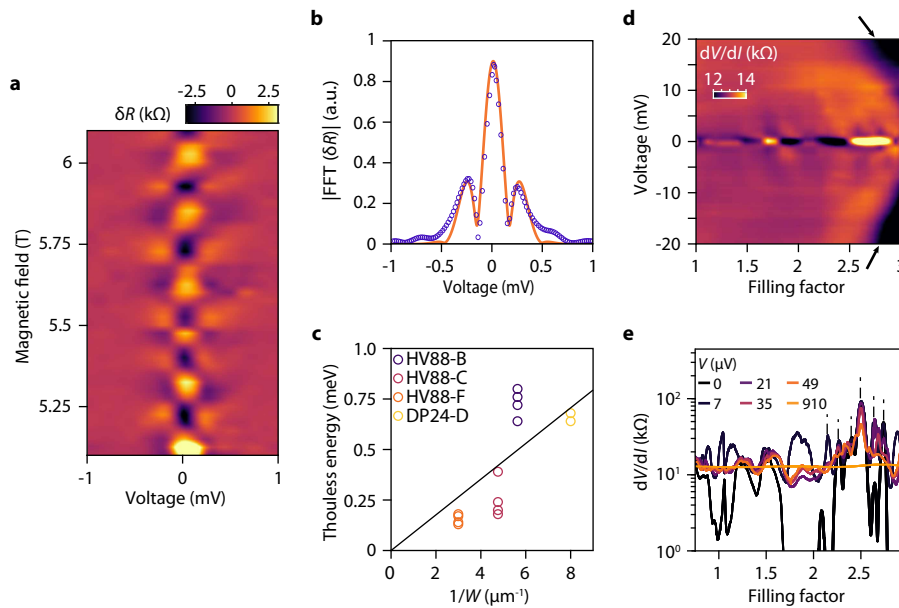 a
δR (kΩ)
-2.5 0 2.5
6
5.75
5.5
5.25
Magnetic field (T)
-1 0 1
Voltage (mV)
b
1
0.8
0.6
0.4
0.2
0
|FFT (δR)| (a.u.)
-1 -0.5 0 0.5 1
Voltage (mV)
c
1.0
0.75
0.50
0.25
0
Thouless energy (meV)
HV88-B
HV88-C
HV88-F
DP24-D
0 2 4 6 8
1/W (μm⁻¹)
d
20
10
0
-10
-20
Voltage (mV)
dV/dI (kΩ)
12 14
1 1.5 2 2.5 3
Filling factor
e
V (μV)
0 21 49
7 35 910
10²
10¹
10⁰
dV/dI (kΩ)
1 1.5 2 2.5 3
Filling factor